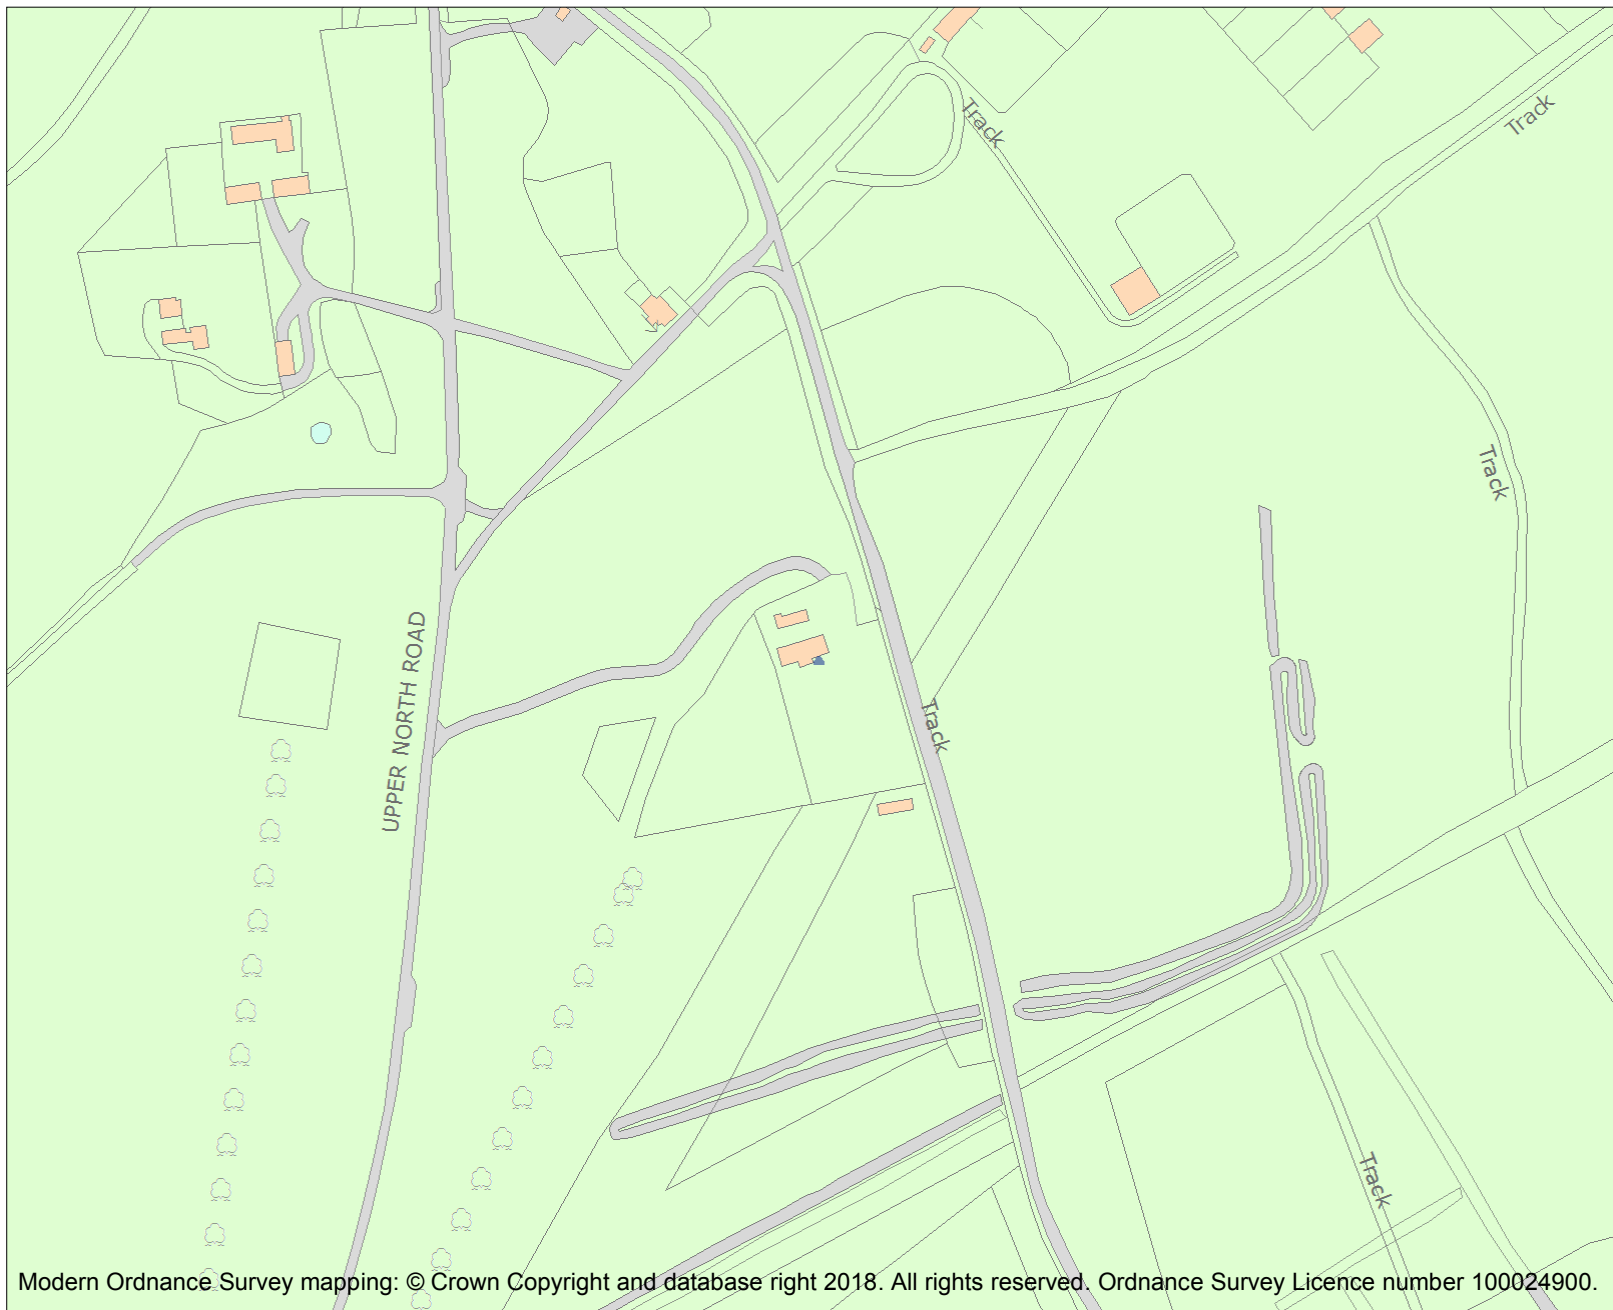 Track
Track
Track
UPPER NORTH ROAD
Track
Track
Modern Ordnance Survey mapping: © Crown Copyright and database right 2018. All rights reserved. Ordnance Survey Licence number 100024900.